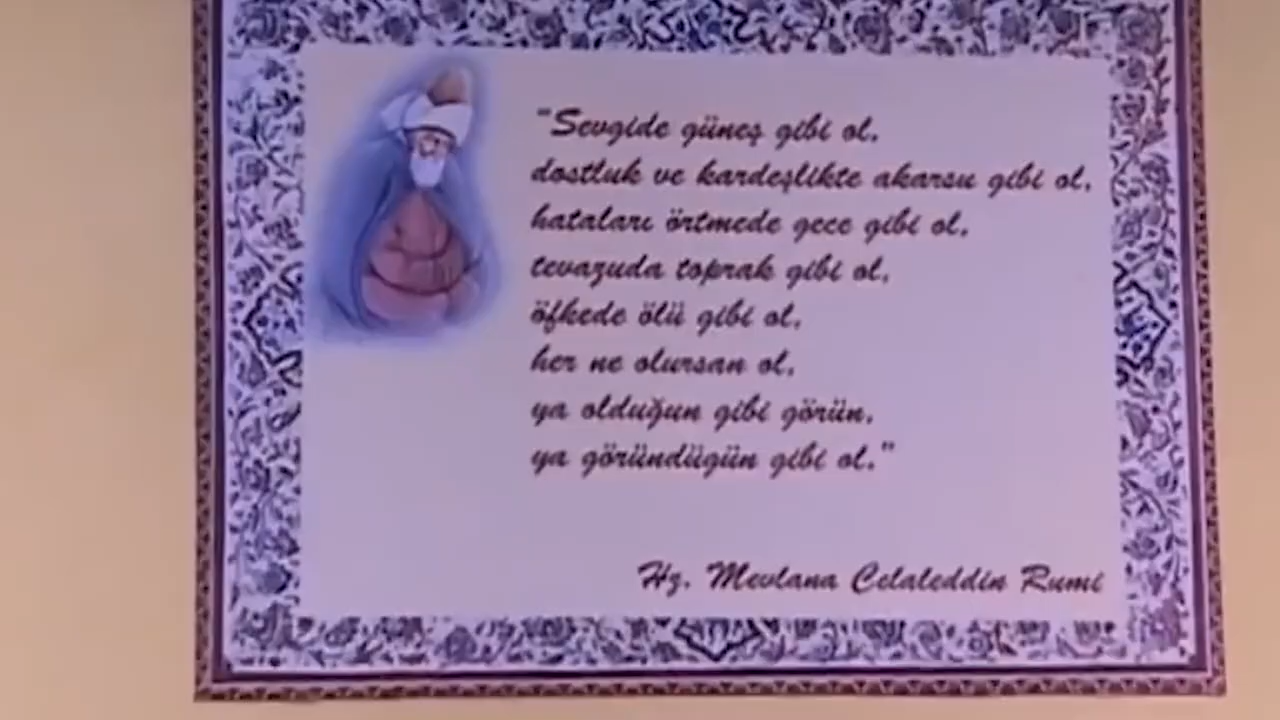 "Sevgide güneş gibi ol,
dostluk ve kardeşlikte akarsu gibi ol,
hataları örtmede gece gibi ol,
tevazuda toprak gibi ol,
öfkede ölü gibi ol,
her ne olursan ol,
ya olduğun gibi görün,
ya göründüğün gibi ol."
Hz. Mevlana Celaleddin Rumi